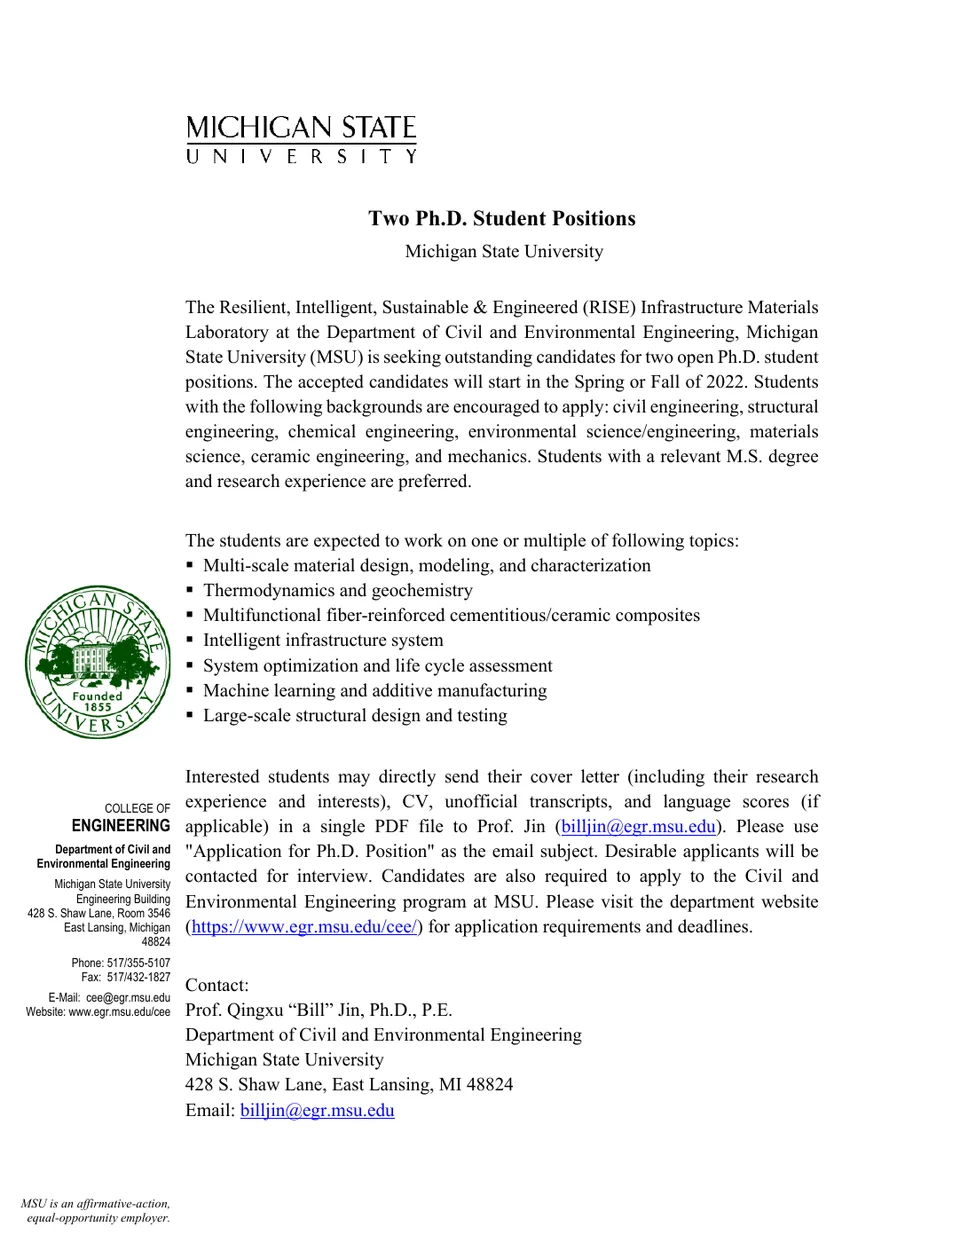 MICHIGAN STATE
UNIVERSITY
Two Ph.D. Student Positions
Michigan State University
The Resilient, Intelligent, Sustainable & Engineered (RISE) Infrastructure Materials
Laboratory at the Department of Civil and Environmental Engineering, Michigan
State University (MSU) is seeking outstanding candidates for two open Ph.D. student
positions. The accepted candidates will start in the Spring or Fall of 2022. Students
with the following backgrounds are encouraged to apply: civil engineering, structural
engineering, chemical engineering, environmental science/engineering, materials
science, ceramic engineering, and mechanics. Students with a relevant M.S. degree
and research experience are preferred.
The students are expected to work on one or multiple of following topics:
▪ Multi-scale material design, modeling, and characterization
▪ Thermodynamics and geochemistry
▪ Multifunctional fiber-reinforced cementitious/ceramic composites
▪ Intelligent infrastructure system
▪ System optimization and life cycle assessment
▪ Machine learning and additive manufacturing
▪ Large-scale structural design and testing
MICHIGAN STATE
UNIVERSITY
Founded
1855
Interested students may directly send their cover letter (including their research
experience and interests), CV, unofficial transcripts, and language scores (if
applicable) in a single PDF file to Prof. Jin (billjin@egr.msu.edu). Please use
"Application for Ph.D. Position" as the email subject. Desirable applicants will be
contacted for interview. Candidates are also required to apply to the Civil and
Environmental Engineering program at MSU. Please visit the department website
(https://www.egr.msu.edu/cee/) for application requirements and deadlines.
COLLEGE OF
ENGINEERING
Department of Civil and
Environmental Engineering
Michigan State University
Engineering Building
428 S. Shaw Lane, Room 3546
East Lansing, Michigan
48824
Phone: 517/355-5107
Fax: 517/432-1827
E-Mail: cee@egr.msu.edu
Website: www.egr.msu.edu/cee
Contact:
Prof. Qingxu “Bill” Jin, Ph.D., P.E.
Department of Civil and Environmental Engineering
Michigan State University
428 S. Shaw Lane, East Lansing, MI 48824
Email: billjin@egr.msu.edu
MSU is an affirmative-action,
equal-opportunity employer.